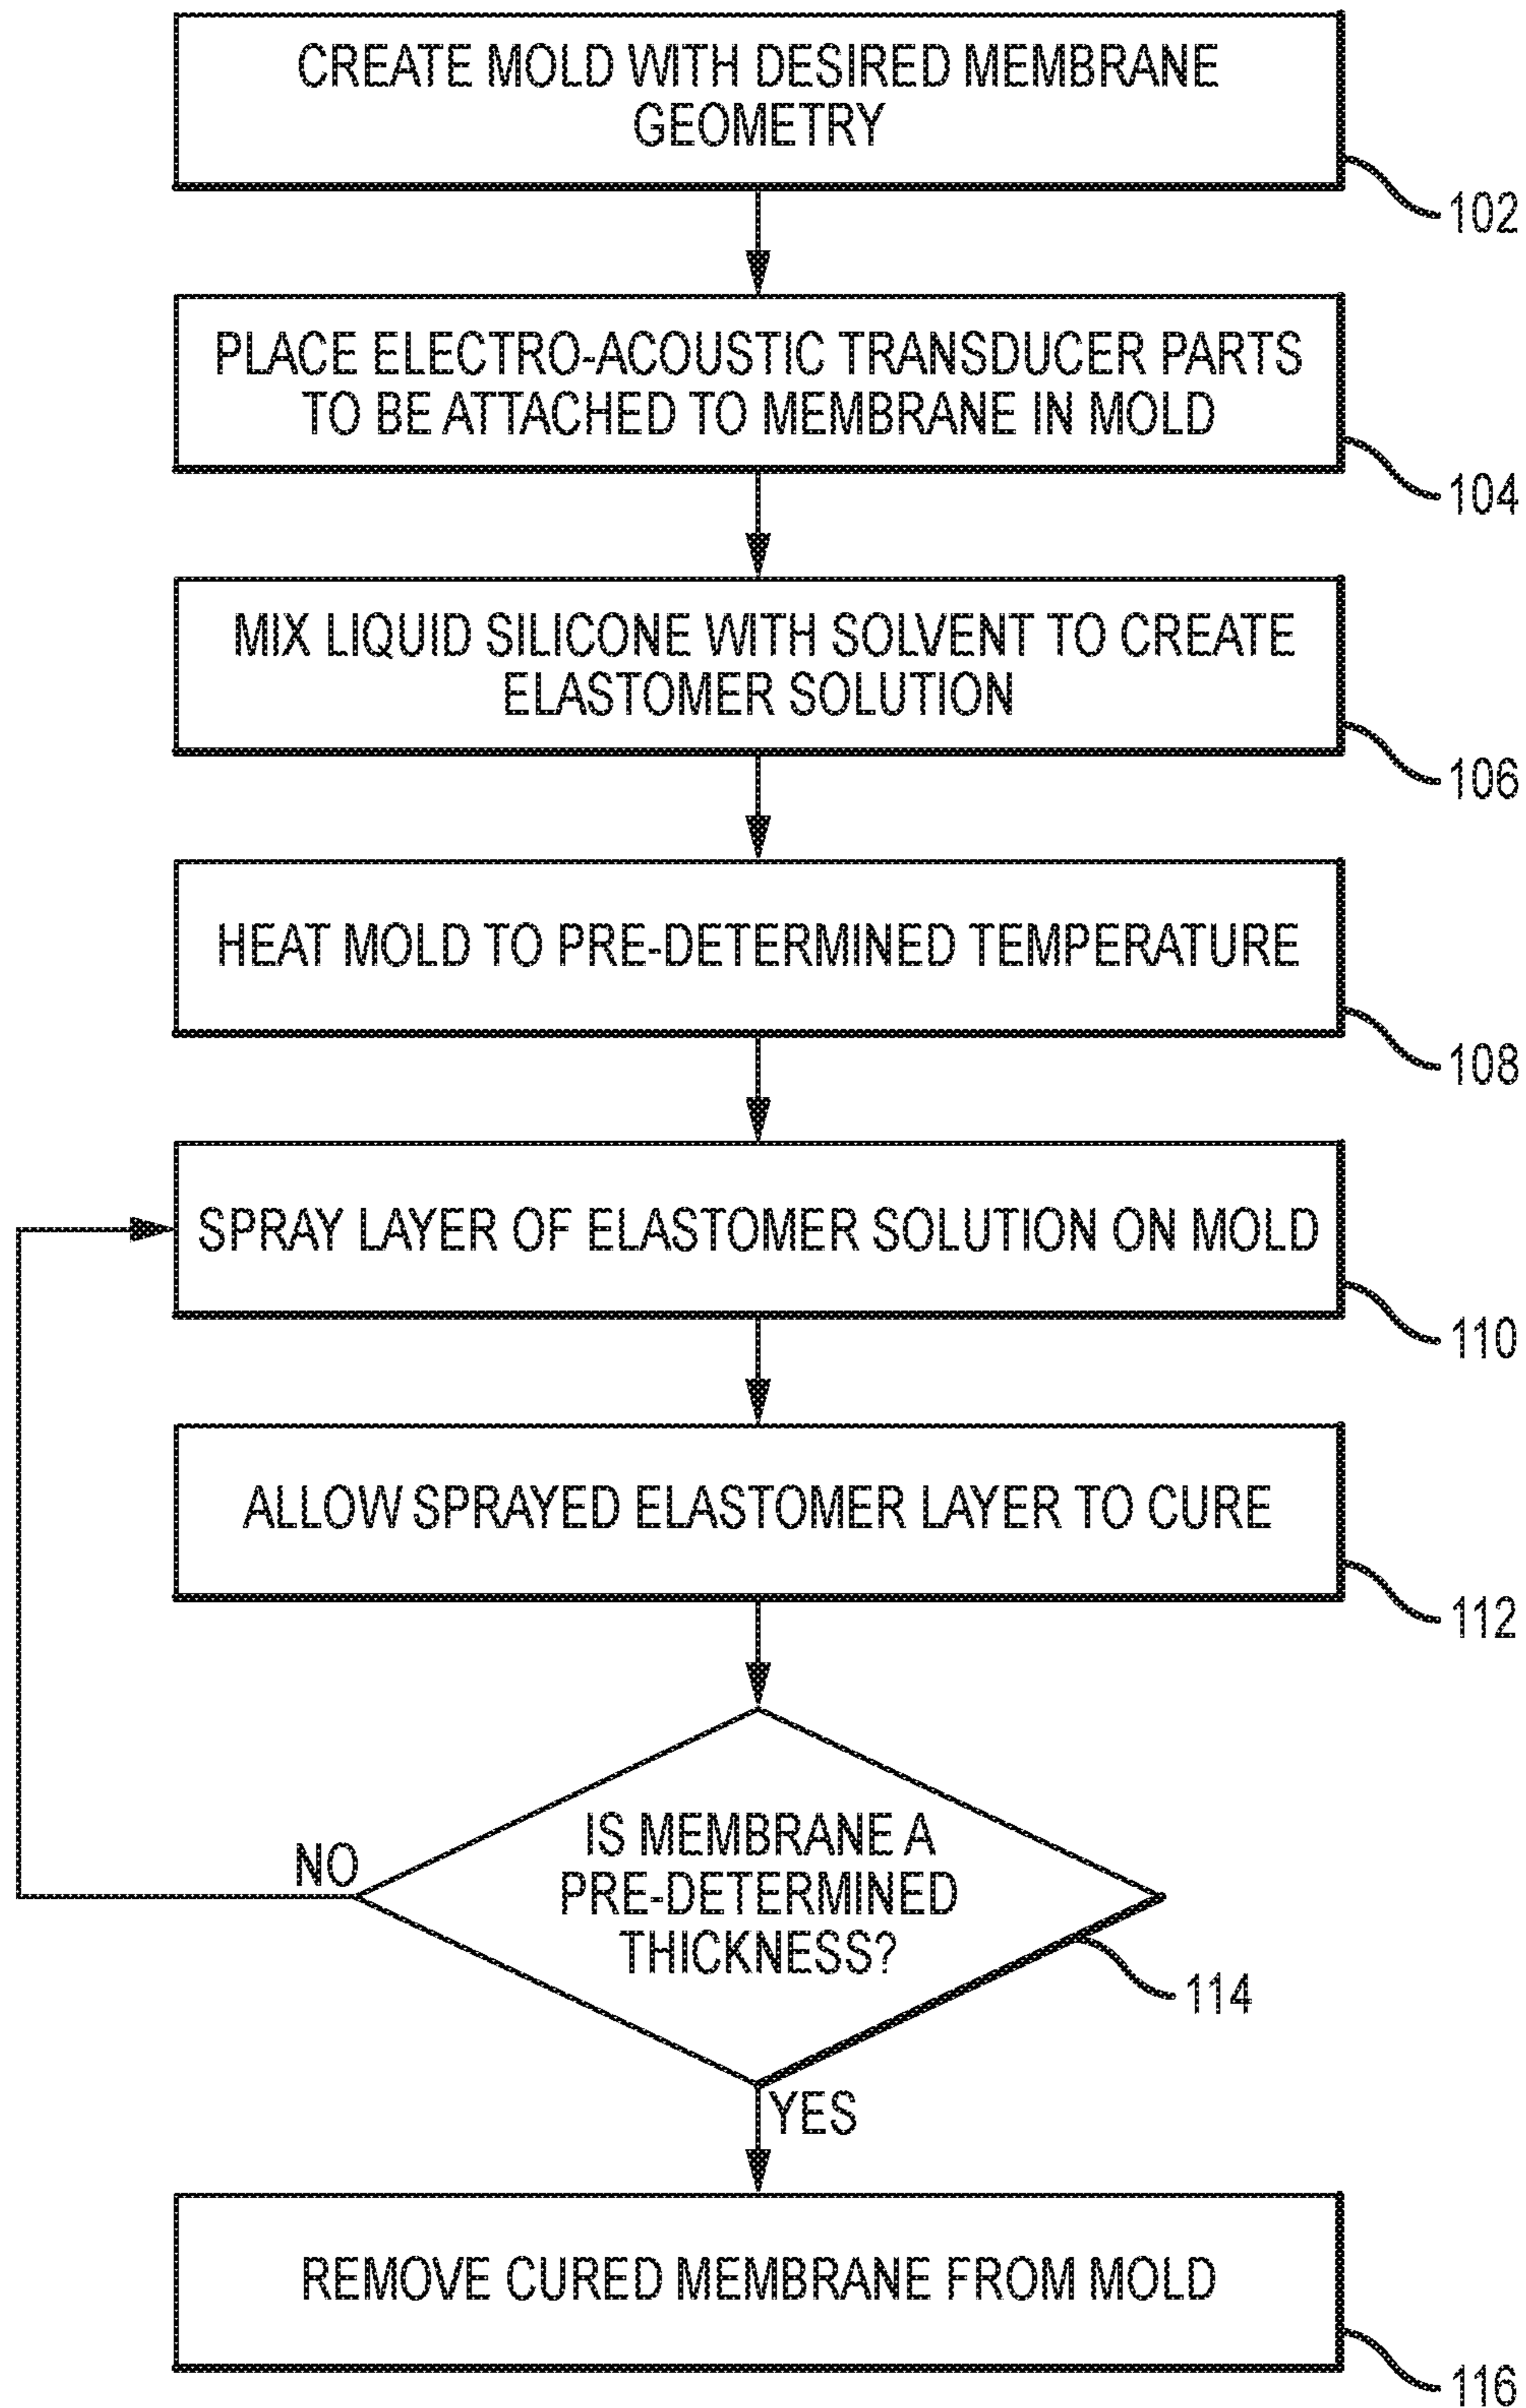 CREATE MOLD WITH DESIRED MEMBRANE
GEOMETRY
102
PLACE ELECTRO-ACOUSTIC TRANSDUCER PARTS
TO BE ATTACHED TO MEMBRANE IN MOLD
104
MIX LIQUID SILICONE WITH SOLVENT TO CREATE
ELASTOMER SOLUTION
106
HEAT MOLD TO PRE-DETERMINED TEMPERATURE
108
SPRAY LAYER OF ELASTOMER SOLUTION ON MOLD
110
ALLOW SPRAYED ELASTOMER LAYER TO CURE
112
IS MEMBRANE A
PRE-DETERMINED
THICKNESS?
NO
114
YES
REMOVE CURED MEMBRANE FROM MOLD
116